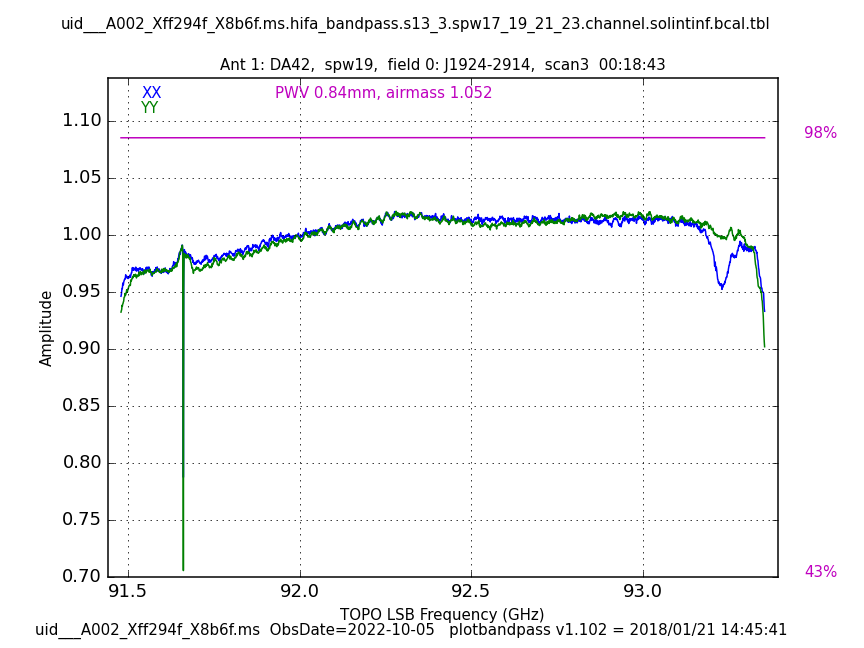 uid___A002_Xff294f_X8b6f.ms.hifa_bandpass.s13_3.spw17_19_21_23.channel.solintinf.bcal.tbl
Ant 1: DA42,  spw19,  field 0: J1924-2914,  scan3  00:18:43
XX
PWV 0.84mm, airmass 1.052
YY
1.10
98%
1.05
1.00
0.95
0.90
0.85
0.80
0.75
0.70
43%
Amplitude
91.5 92.0 92.5 93.0
TOPO LSB Frequency (GHz)
uid___A002_Xff294f_X8b6f.ms  ObsDate=2022-10-05   plotbandpass v1.102 = 2018/01/21 14:45:41